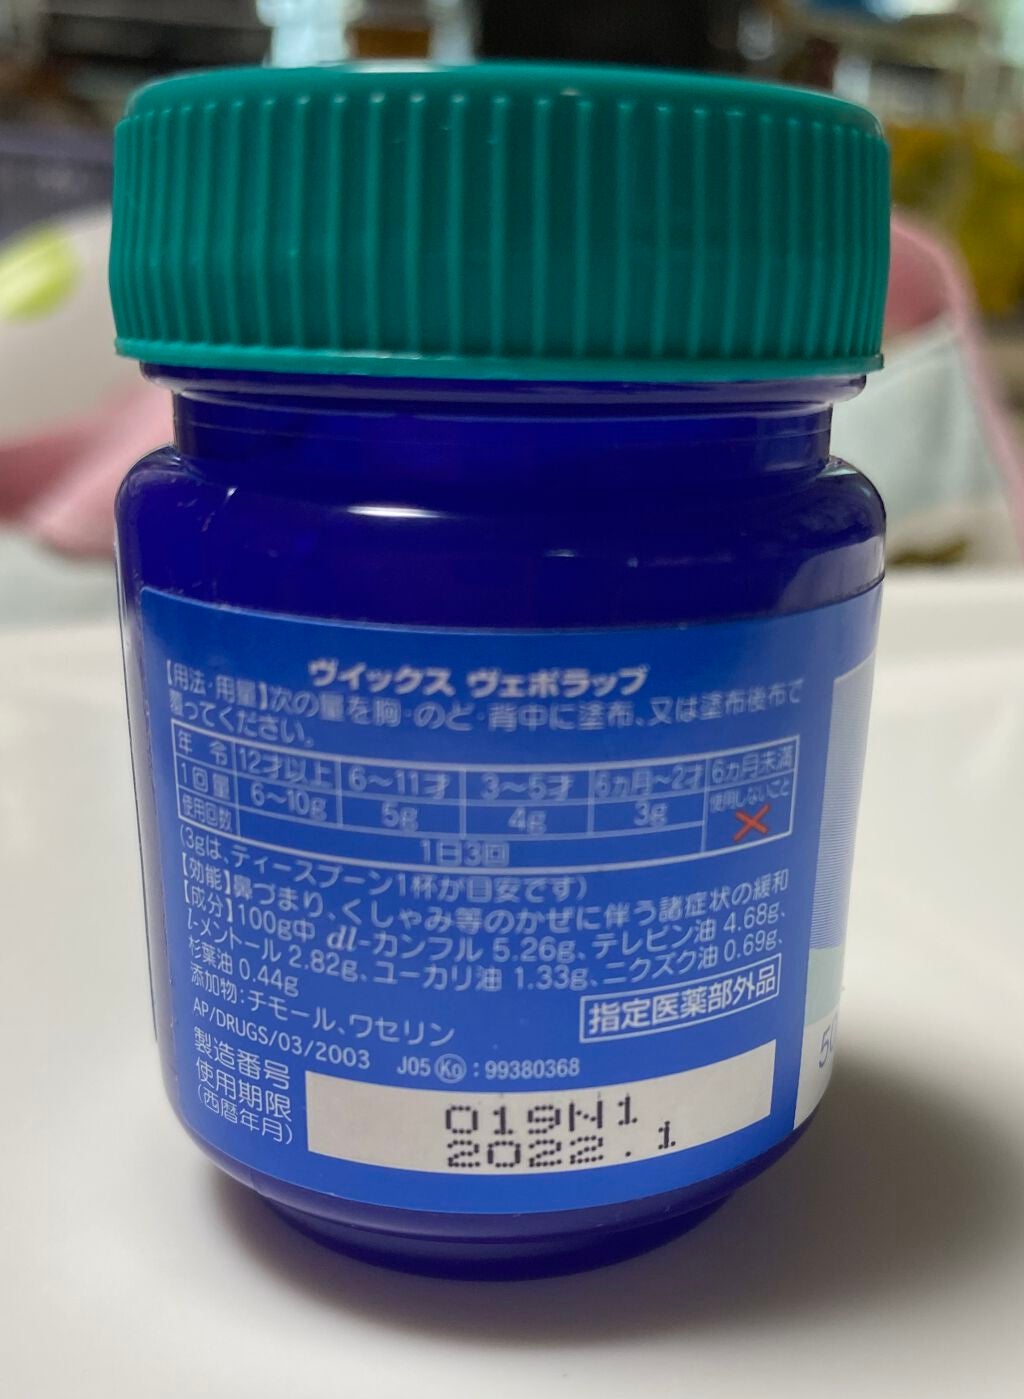 ヴイックス ヴェポラッブ
【用法・用量】次の量を胸・のど・背中に塗布、又は塗布後布で
覆ってください。
年 令 12才以上 6～11才 3～5才 6ヵ月～2才 6ヵ月未満
1回量 6～10g 5g 4g 3g 使用しないこと
使用回数 1日3回
(3gは、ティースプーン1杯が目安です)
【効能】鼻づまり、くしゃみ等のかぜに伴う諸症状の緩和
【成分】100g中 dl-カンフル 5.26g、テレビン油 4.68g、
l-メントール 2.82g、ユーカリ油 1.33g、ニクズク油 0.69g、
杉葉油 0.44g
添加物：チモール、ワセリン
指定医薬部外品
AP/DRUGS/03/2003 J05 Ko : 99380368
製造番号 019N1
使用期限 2022.1
(西暦年月)